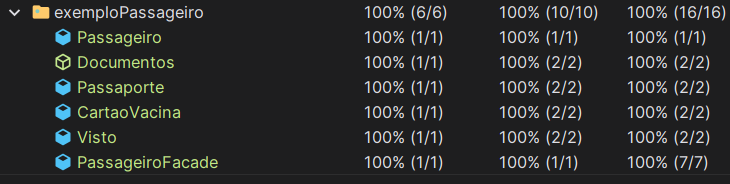 exemploPassageiro 100% (6/6) 100% (10/10) 100% (16/16)
Passageiro 100% (1/1) 100% (1/1) 100% (1/1)
Documentos 100% (1/1) 100% (2/2) 100% (2/2)
Passaporte 100% (1/1) 100% (2/2) 100% (2/2)
CartaoVacina 100% (1/1) 100% (2/2) 100% (2/2)
Visto 100% (1/1) 100% (2/2) 100% (2/2)
PassageiroFacade 100% (1/1) 100% (1/1) 100% (7/7)